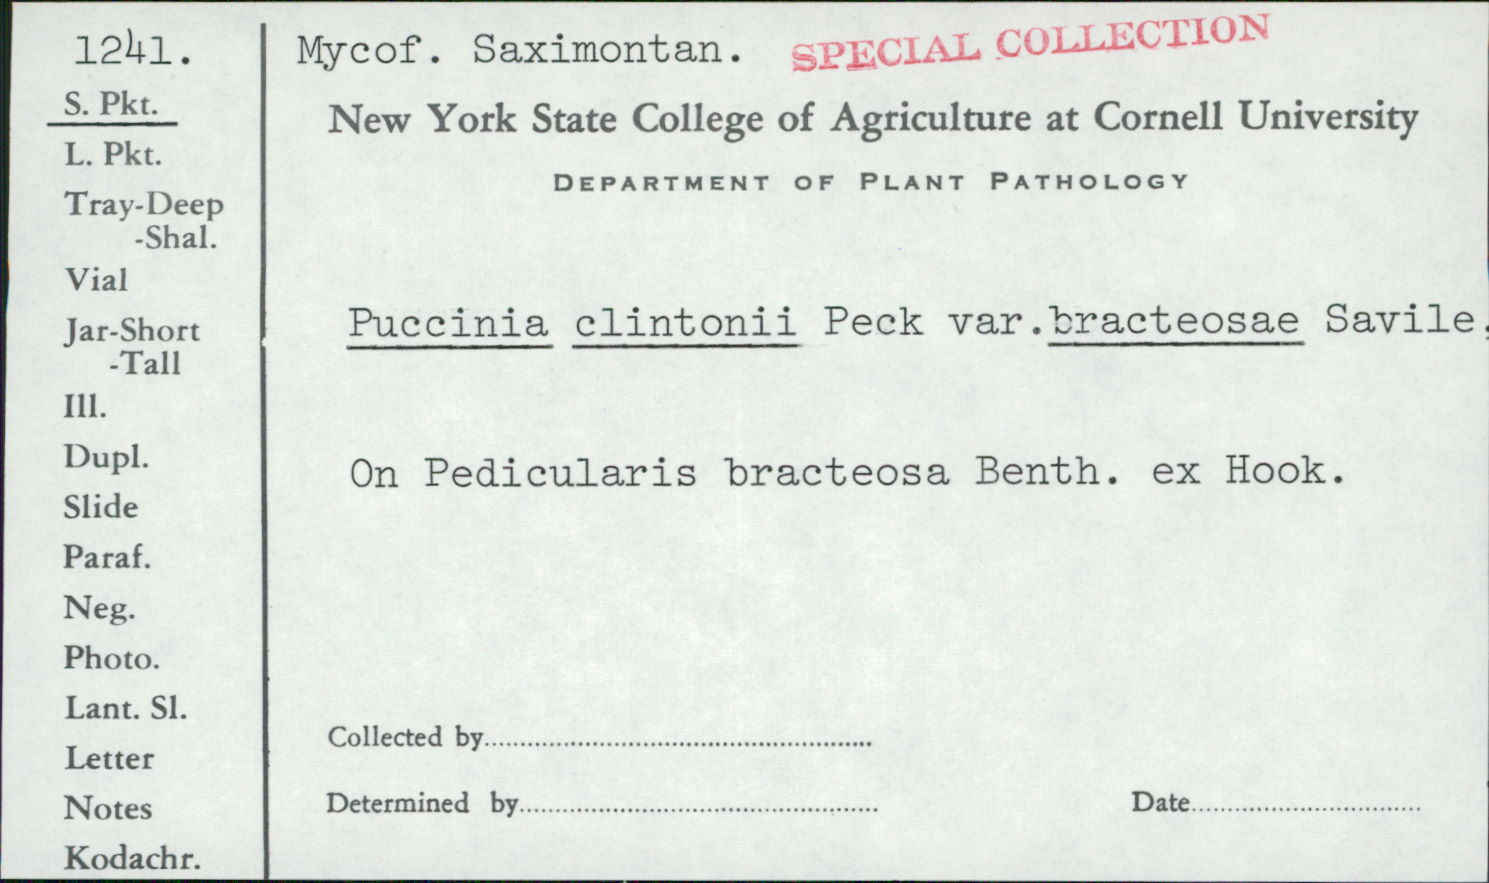 1241.
S. Pkt.
L. Pkt.
Tray-Deep
-Shal.
Vial
Jar-Short
-Tall
Ill.
Dupl.
Slide
Paraf.
Neg.
Photo.
Lant. Sl.
Letter
Notes
Kodachr.
Mycof. Saximontan. SPECIAL COLLECTION
New York State College of Agriculture at Cornell University
DEPARTMENT OF PLANT PATHOLOGY
Puccinia clintonii Peck var.bracteosae Savile.
On Pedicularis bracteosa Benth. ex Hook.
Collected by
Determined by Date